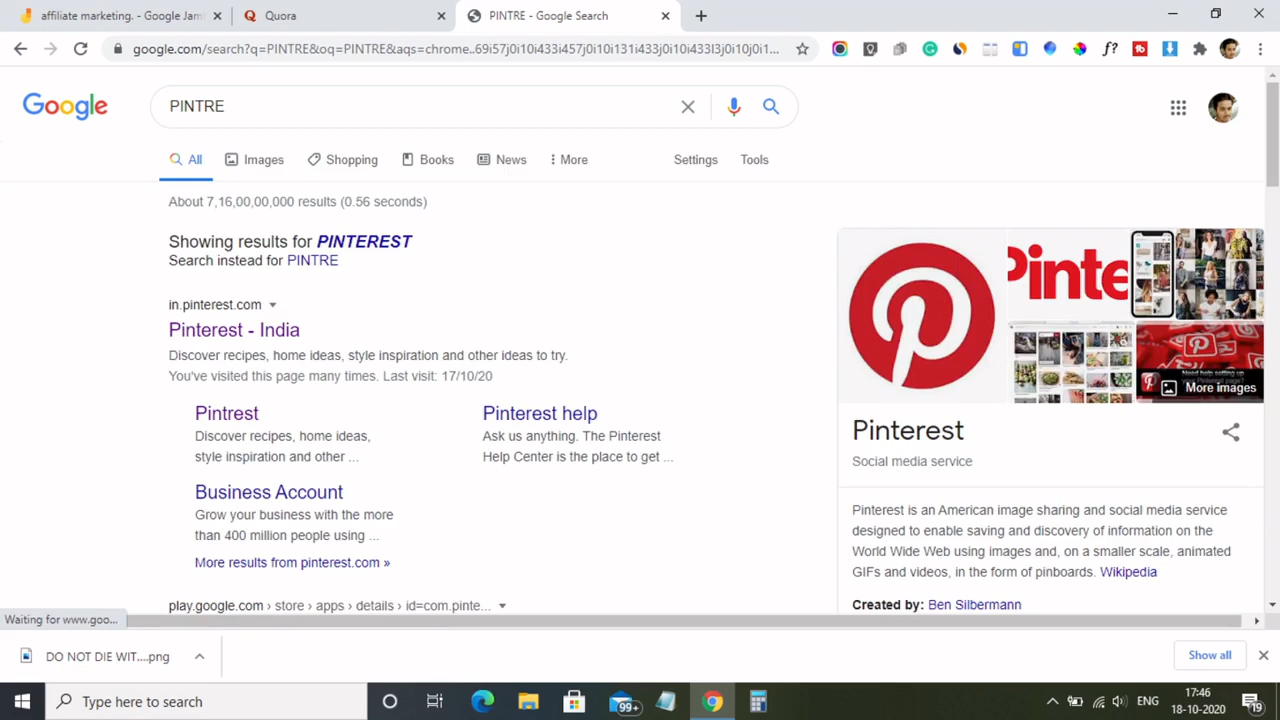 affiliate marketing. - Google Jam
Quora
PINTRE - Google Search
google.com/search?q=PINTRE&oq=PINTRE&aqs=chrome..69i57j0i10i433i457j0i10i131i433j0i10i433l3j0i10j0i1...
f?
Google
PINTRE
All
Images
Shopping
Books
News
More
Settings
Tools
About 7,16,00,00,000 results (0.56 seconds)
Showing results for PINTEREST
Search instead for PINTRE
in.pinterest.com
Pinterest - India
Discover recipes, home ideas, style inspiration and other ideas to try.
You've visited this page many times. Last visit: 17/10/20
Pintrest
Discover recipes, home ideas,
style inspiration and other ...
Pinterest help
Ask us anything. The Pinterest
Help Center is the place to get ...
Business Account
Grow your business with the more
than 400 million people using ...
More results from pinterest.com »
play.google.com › store › apps › details › id=com.pinte...
Pinte
More images
Pinterest
Social media service
Pinterest is an American image sharing and social media service
designed to enable saving and discovery of information on the
World Wide Web using images and, on a smaller scale, animated
GIFs and videos, in the form of pinboards. Wikipedia
Created by: Ben Silbermann
Waiting for www.goo...
DO NOT DIE WIT....png
Show all
Type here to search
99+
ENG
17:46
18-10-2020
19